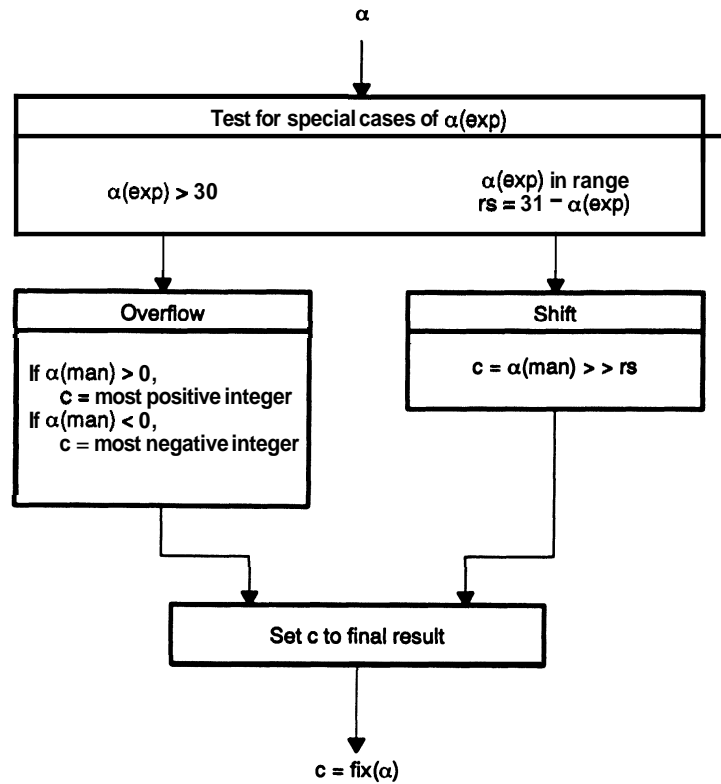 α
Test for special cases of α(exp)
α(exp) > 30
α(exp) in range
rs = 31 − α(exp)
Overflow
If α(man) > 0,
c = most positive integer
If α(man) < 0,
c = most negative integer
Shift
c = α(man) > > rs
Set c to final result
c = fix(α)